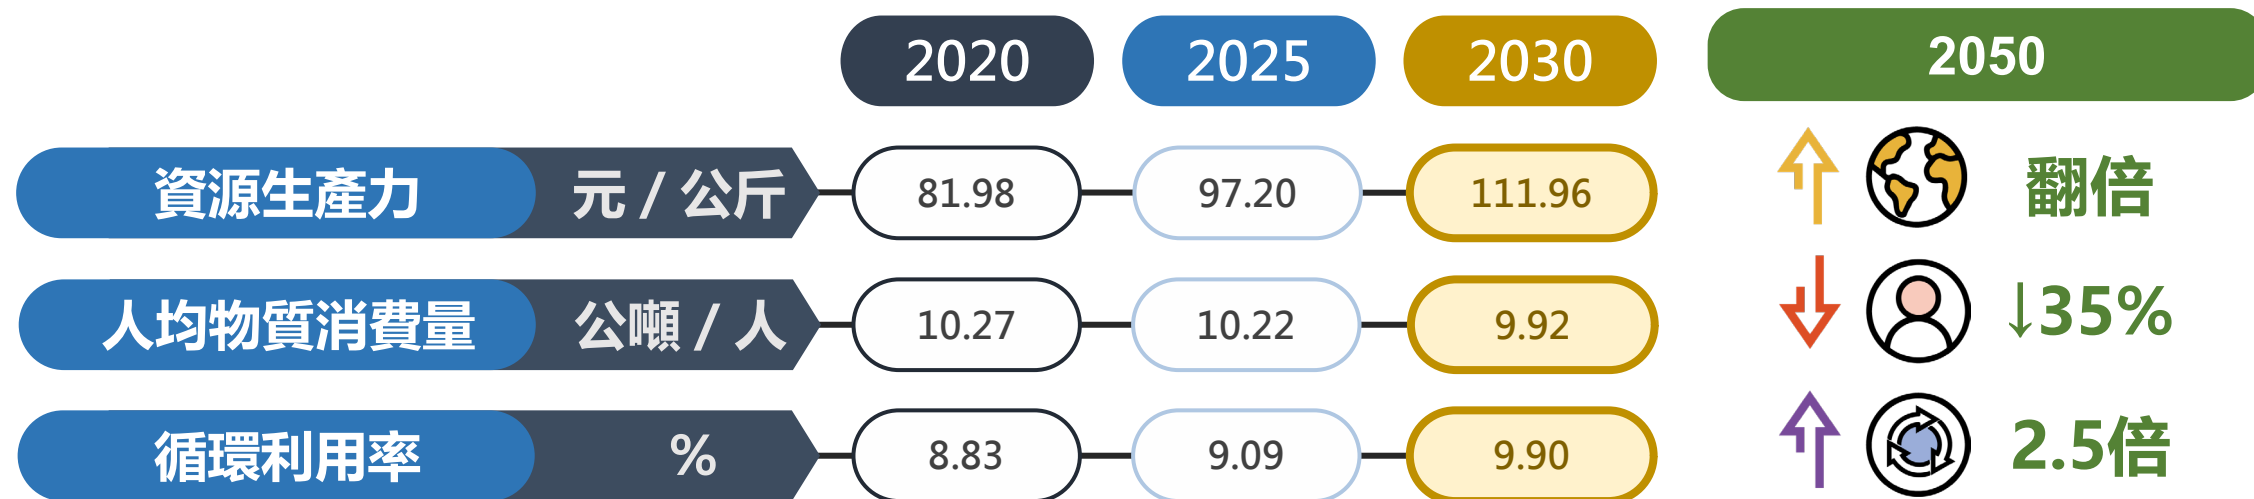 2020 2025 2030 2050
資源生產力 元 / 公斤 81.98 97.20 111.96 翻倍
人均物質消費量 公噸 / 人 10.27 10.22 9.92 ↓35%
循環利用率 % 8.83 9.09 9.90 2.5倍